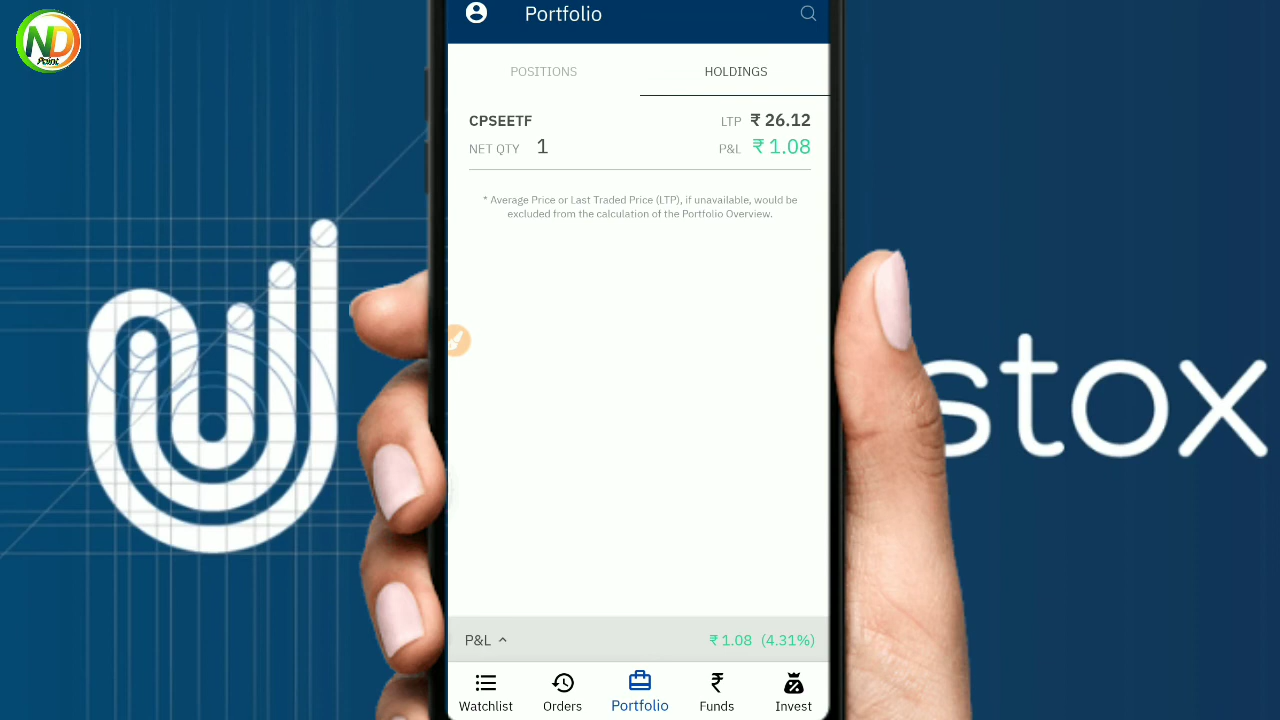 ND
Point
Portfolio
POSITIONS
HOLDINGS
CPSEETF
LTP ₹ 26.12
NET QTY 1
P&L ₹ 1.08
* Average Price or Last Traded Price (LTP), if unavailable, would be
excluded from the calculation of the Portfolio Overview.
stox
P&L
₹ 1.08 (4.31%)
Watchlist
Orders
Portfolio
Funds
Invest